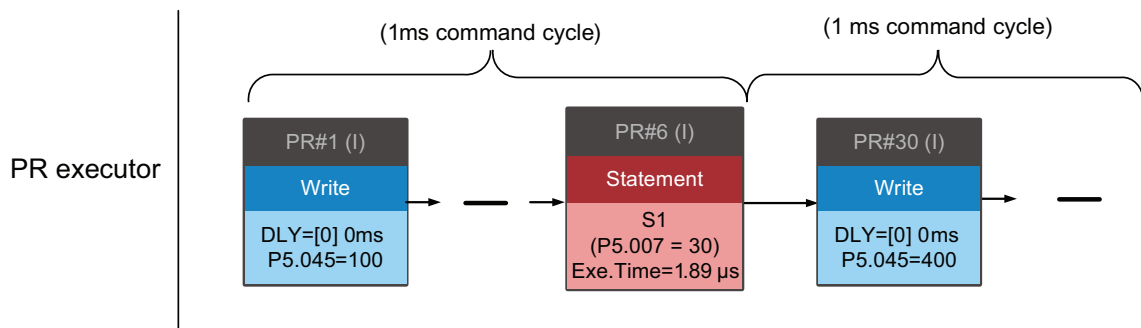 (1ms command cycle)
(1 ms command cycle)
PR executor
PR#1 (I)
Write
DLY=[0] 0ms
P5.045=100
PR#6 (I)
Statement
S1
(P5.007 = 30)
Exe.Time=1.89 µs
PR#30 (I)
Write
DLY=[0] 0ms
P5.045=400